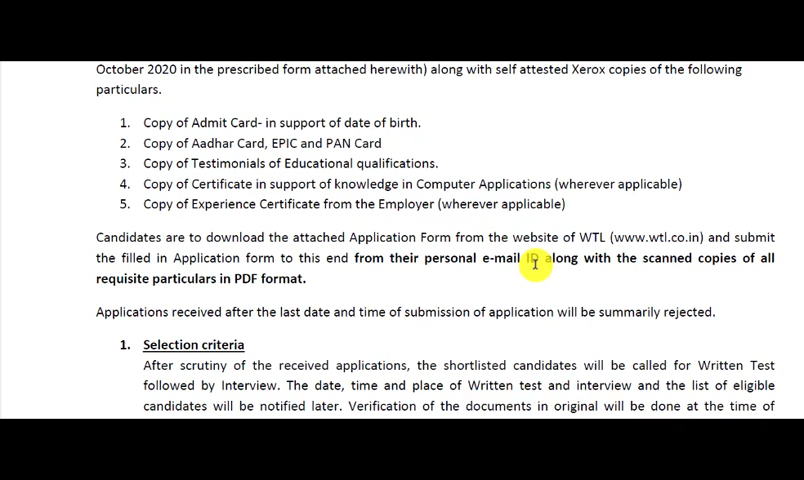 October 2020 in the prescribed form attached herewith) along with self attested Xerox copies of the following
particulars.
1. Copy of Admit Card- in support of date of birth.
2. Copy of Aadhar Card, EPIC and PAN Card
3. Copy of Testimonials of Educational qualifications.
4. Copy of Certificate in support of knowledge in Computer Applications (wherever applicable)
5. Copy of Experience Certificate from the Employer (wherever applicable)
Candidates are to download the attached Application Form from the website of WTL (www.wtl.co.in) and submit
the filled in Application form to this end from their personal e-mail ID along with the scanned copies of all
requisite particulars in PDF format.
Applications received after the last date and time of submission of application will be summarily rejected.
1. Selection criteria
After scrutiny of the received applications, the shortlisted candidates will be called for Written Test
followed by Interview. The date, time and place of Written test and interview and the list of eligible
candidates will be notified later. Verification of the documents in original will be done at the time of